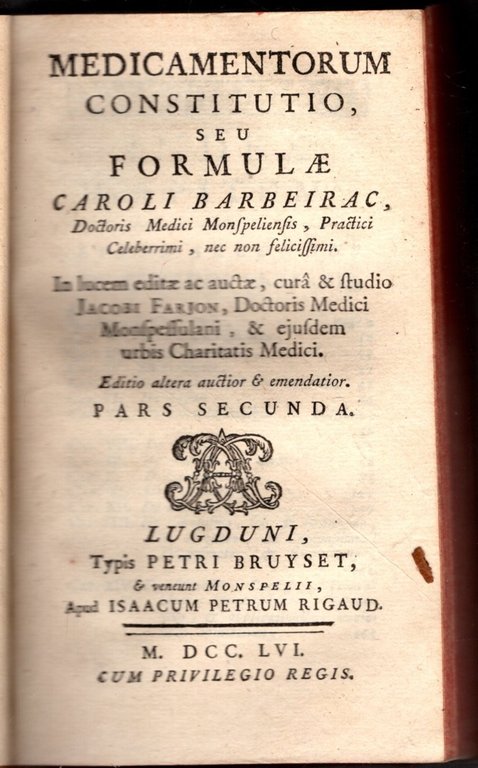 MEDICAMENTORUM
CONSTITUTIO,
SEU
FORMULÆ
CAROLI BARBEIRAC,
Doctoris Medici Monſpelienſis, Practici
Celeberrimi, nec non feliciſſimi.
In lucem editæ ac auctæ, curâ & ſtudio
JACOBI FARJON, Doctoris Medici
Monſpeſſulani, & ejuſdem
urbis Charitatis Medici.
Editio altera auctior & emendatior.
PARS SECUNDA.
LUGDUNI,
Typis PETRI BRUYSET,
& veneunt MONSPELII,
Apud ISAACUM PETRUM RIGAUD.
M. DCC. LVI.
CUM PRIVILEGIO REGIS.